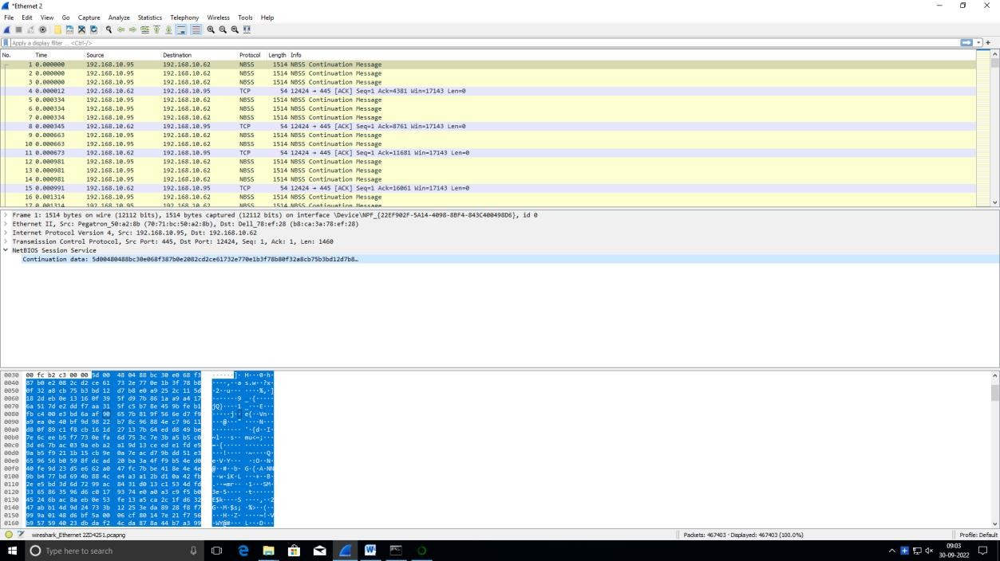 *Ethernet 2
File Edit View Go Capture Analyze Statistics Telephony Wireless Tools Help
Apply a display filter ... <Ctrl-/>
No. Time Source Destination Protocol Length Info
1 0.000000 192.168.10.95 192.168.10.62 NBSS 1514 NBSS Continuation Message
2 0.000000 192.168.10.95 192.168.10.62 NBSS 1514 NBSS Continuation Message
3 0.000000 192.168.10.95 192.168.10.62 NBSS 1514 NBSS Continuation Message
4 0.000012 192.168.10.62 192.168.10.95 TCP 54 12424 → 445 [ACK] Seq=1 Ack=4381 Win=17143 Len=0
5 0.000334 192.168.10.95 192.168.10.62 NBSS 1514 NBSS Continuation Message
6 0.000334 192.168.10.95 192.168.10.62 NBSS 1514 NBSS Continuation Message
7 0.000334 192.168.10.95 192.168.10.62 NBSS 1514 NBSS Continuation Message
8 0.000345 192.168.10.62 192.168.10.95 TCP 54 12424 → 445 [ACK] Seq=1 Ack=8761 Win=17143 Len=0
9 0.000663 192.168.10.95 192.168.10.62 NBSS 1514 NBSS Continuation Message
10 0.000663 192.168.10.95 192.168.10.62 NBSS 1514 NBSS Continuation Message
11 0.000673 192.168.10.62 192.168.10.95 TCP 54 12424 → 445 [ACK] Seq=1 Ack=11681 Win=17143 Len=0
12 0.000981 192.168.10.95 192.168.10.62 NBSS 1514 NBSS Continuation Message
13 0.000981 192.168.10.95 192.168.10.62 NBSS 1514 NBSS Continuation Message
14 0.000981 192.168.10.95 192.168.10.62 NBSS 1514 NBSS Continuation Message
15 0.000991 192.168.10.62 192.168.10.95 TCP 54 12424 → 445 [ACK] Seq=1 Ack=16061 Win=17143 Len=0
16 0.001314 192.168.10.95 192.168.10.62 NBSS 1514 NBSS Continuation Message
17 0.001314 192.168.10.95 192.168.10.62 NBSS 1514 NBSS Continuation Message
Frame 1: 1514 bytes on wire (12112 bits), 1514 bytes captured (12112 bits) on interface \Device\NPF_{22EF902F-5A14-4098-8BF4-843C400498D6}, id 0
Ethernet II, Src: Pegatron_50:a2:8b (70:71:bc:50:a2:8b), Dst: Dell_78:ef:28 (b8:ca:3a:78:ef:28)
Internet Protocol Version 4, Src: 192.168.10.95, Dst: 192.168.10.62
Transmission Control Protocol, Src Port: 445, Dst Port: 12424, Seq: 1, Ack: 1, Len: 1460
NetBIOS Session Service
Continuation data: 5d00480488bc30e068f387b0e2082cd2ce61732e770e1b3f78b80f32a8cb75b3bd12d7b8…
0030 00 fc b2 c3 00 00 5d 00 48 04 88 bc 30 e0 68 f3
0040 87 b0 e2 08 2c d2 ce 61 73 2e 77 0e 1b 3f 78 b8
0050 0f 32 a8 cb 75 b3 bd 12 d7 b8 e0 a9 25 2c 11 5d
0060 18 2d eb 0e 13 16 0f 39 5f d9 7b 86 1a a9 a4 17
0070 6a 51 7d e2 dd f7 aa 31 5f c5 b7 8e 45 9b fe b1
0080 fb c4 00 e3 bd 6a af 90 65 7b 81 9f 56 6e d7 f9
0090 a9 ea 0e 40 bf 9d 98 22 b7 8c 96 88 4e c7 96 11
00a0 d8 0f 89 c1 f8 cb 16 1d 27 13 7b 64 ed d8 49 be
00b0 7e 6c ee b5 f7 73 0e fa 6d 75 3c 7e 3b a5 b5 c0
00c0 3d e6 7b ac 03 9a eb a2 a1 9d 13 ce ed e1 fd e5
00d0 9a b5 f9 21 1b 15 cb 9e 0a 7e ac d9 bd d9 51 e3
00e0 65 96 56 b0 59 8f dc ad 20 ba 3a 4f f9 b5 4e d0
00f0 40 fe 9d 23 d5 e6 62 a0 47 fc 7b be 41 8e 4e 4e
0100 9b b4 77 bd 69 4b 88 4c e4 a3 a1 2b d1 0a 42 fb
0110 2e e5 bd 3d 6d 72 99 ac 84 31 d0 13 c1 53 4d fd
0120 33 65 86 35 96 d6 c0 17 93 74 e0 a0 a3 c9 f5 b0
0130 45 24 6b ac 8a eb 0e 53 fe 13 a5 ca 2c 1f d6 32
0140 47 ab b1 4d 9d 24 73 3b 12 25 3e da 89 28 f8 f7
0150 99 9a 01 48 d6 bf 5a 00 06 cf 80 14 7e 21 f7 56
0160 b9 57 59 40 23 db da f2 4c da 87 8a 44 b7 a3 99
wireshark_Ethernet 2ZD42S1.pcapng Packets: 467403 · Displayed: 467403 (100.0%) Profile: Default
Type here to search
09:03
30-09-2022